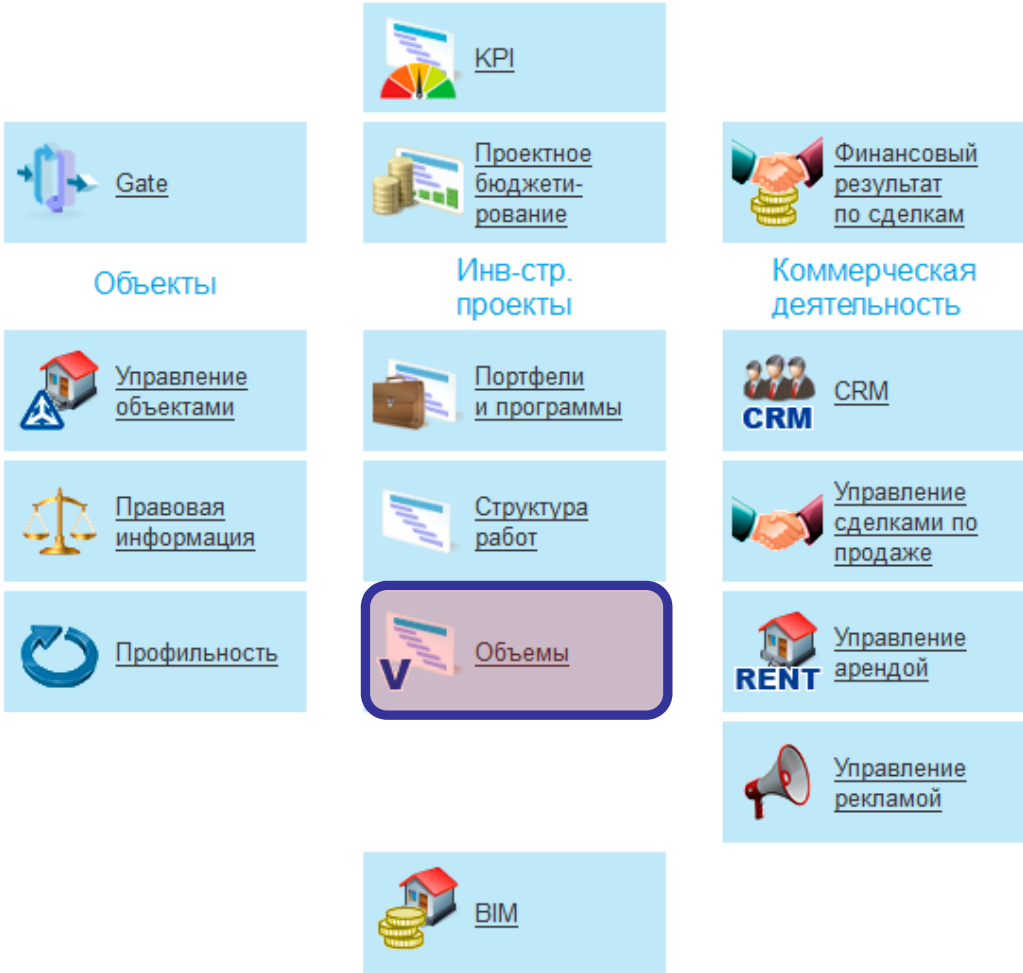 KPI
Gate
Проектное
бюджети-
рование
Финансовый
результат
по сделкам
Объекты
Инв-стр.
проекты
Коммерческая
деятельность
Управление
объектами
Портфели
и программы
CRM
CRM
Правовая
информация
Структура
работ
Управление
сделками по
продаже
Профильность
V
Объемы
RENT
Управление
арендой
Управление
рекламой
BIM